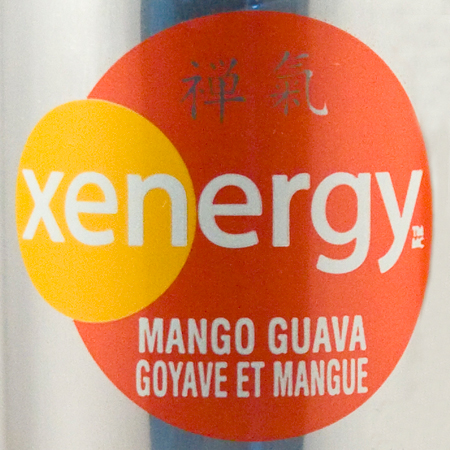 禅氣
xenergy
TM
MC
MANGO GUAVA
GOYAVE ET MANGUE